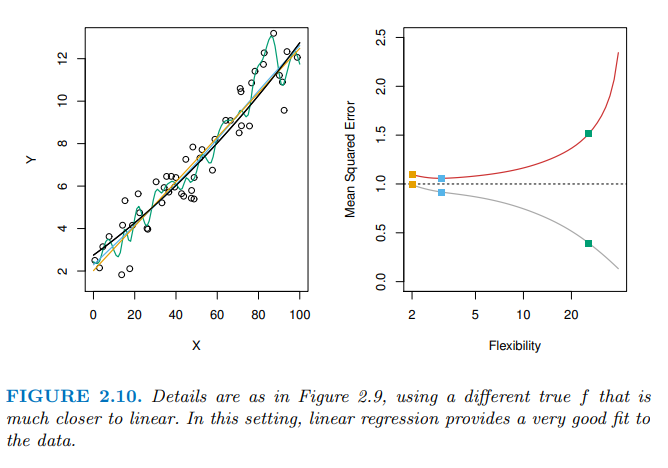 Y
12
10
8
6
4
2
0 20 40 60 80 100
X
Mean Squared Error
2.5
2.0
1.5
1.0
0.5
0.0
2 5 10 20
Flexibility
FIGURE 2.10. Details are as in Figure 2.9, using a different true f that is
much closer to linear. In this setting, linear regression provides a very good fit to
the data.